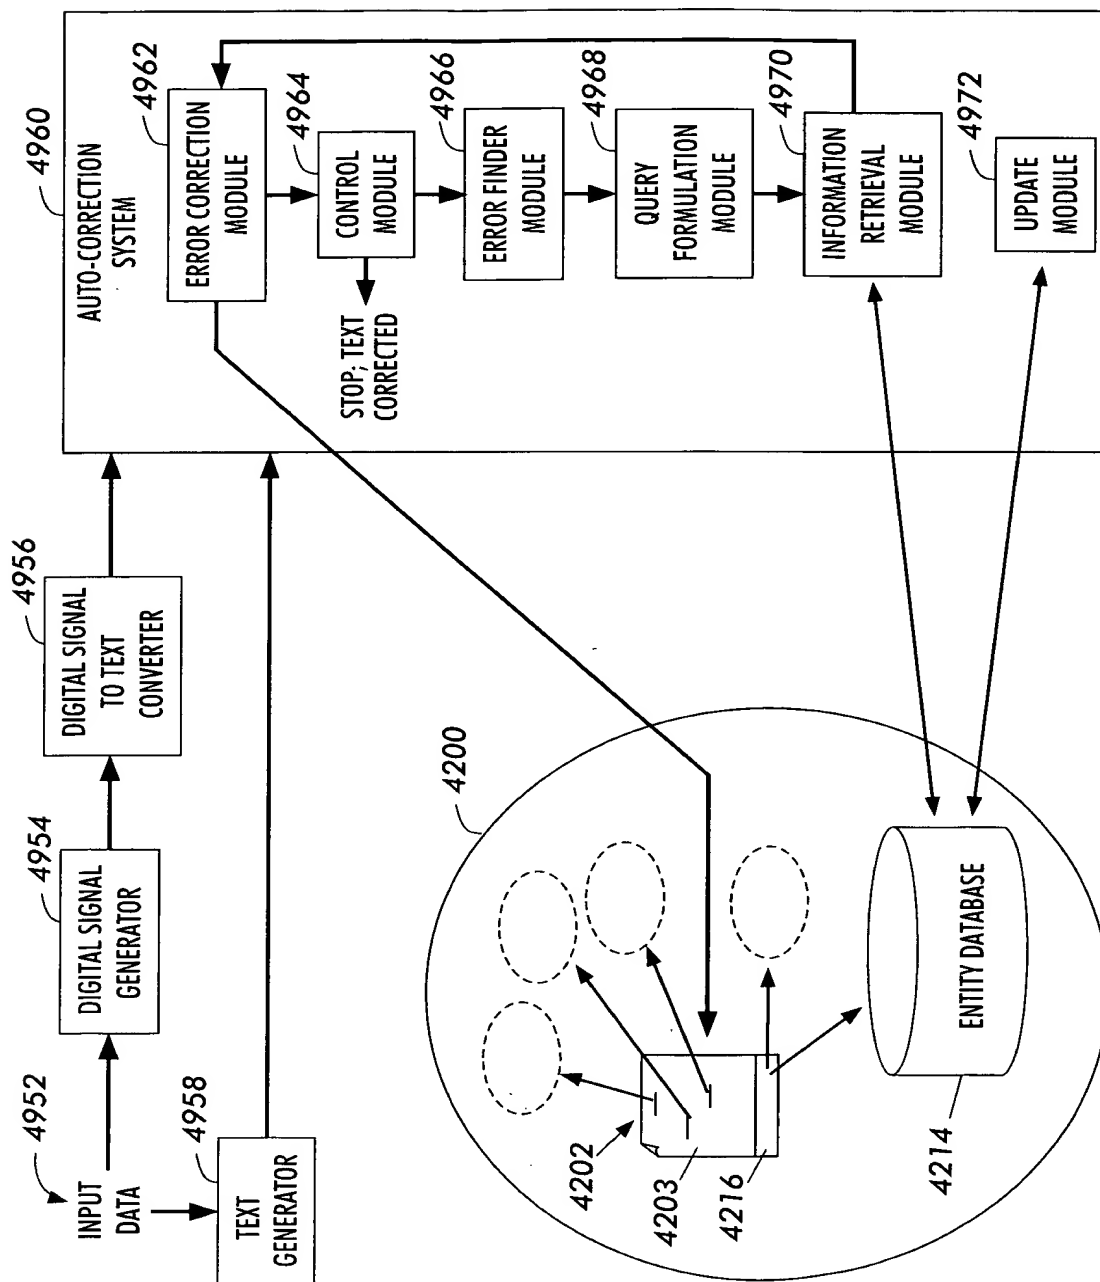 4952
INPUT
DATA
4954
DIGITAL SIGNAL
GENERATOR
4956
DIGITAL SIGNAL
TO TEXT
CONVERTER
4958
TEXT
GENERATOR
4960
AUTO-CORRECTION
SYSTEM
4962
ERROR CORRECTION
MODULE
4964
CONTROL
MODULE
STOP; TEXT
CORRECTED
4966
ERROR FINDER
MODULE
4968
QUERY
FORMULATION
MODULE
4970
INFORMATION
RETRIEVAL
MODULE
4972
UPDATE
MODULE
4200
4202
4203
4216
ENTITY DATABASE
4214